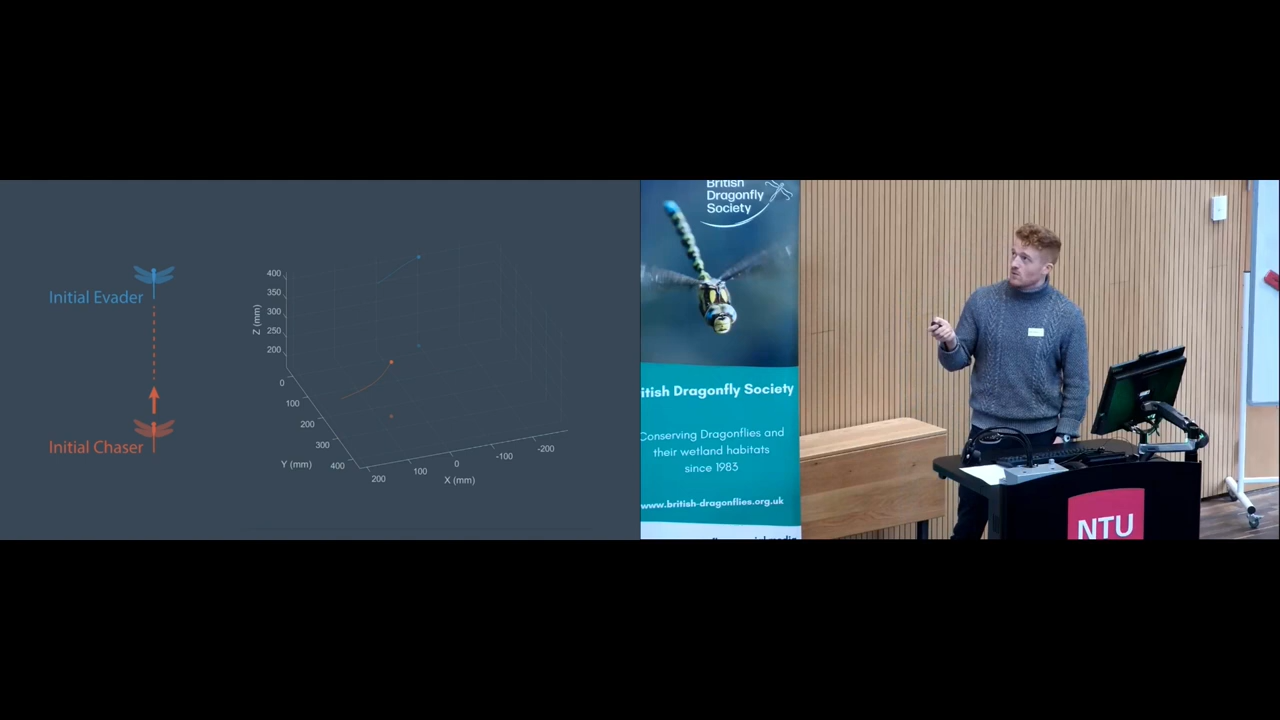 Initial Evader
Initial Chaser
400
350
300
250
200
Z (mm)
0
100
200
300
400
Y (mm)
200
100
0
-100
-200
X (mm)
British
Dragonfly
Society
itish Dragonfly Society
Conserving Dragonflies and
their wetland habitats
since 1983
www.british-dragonflies.org.uk
NTU